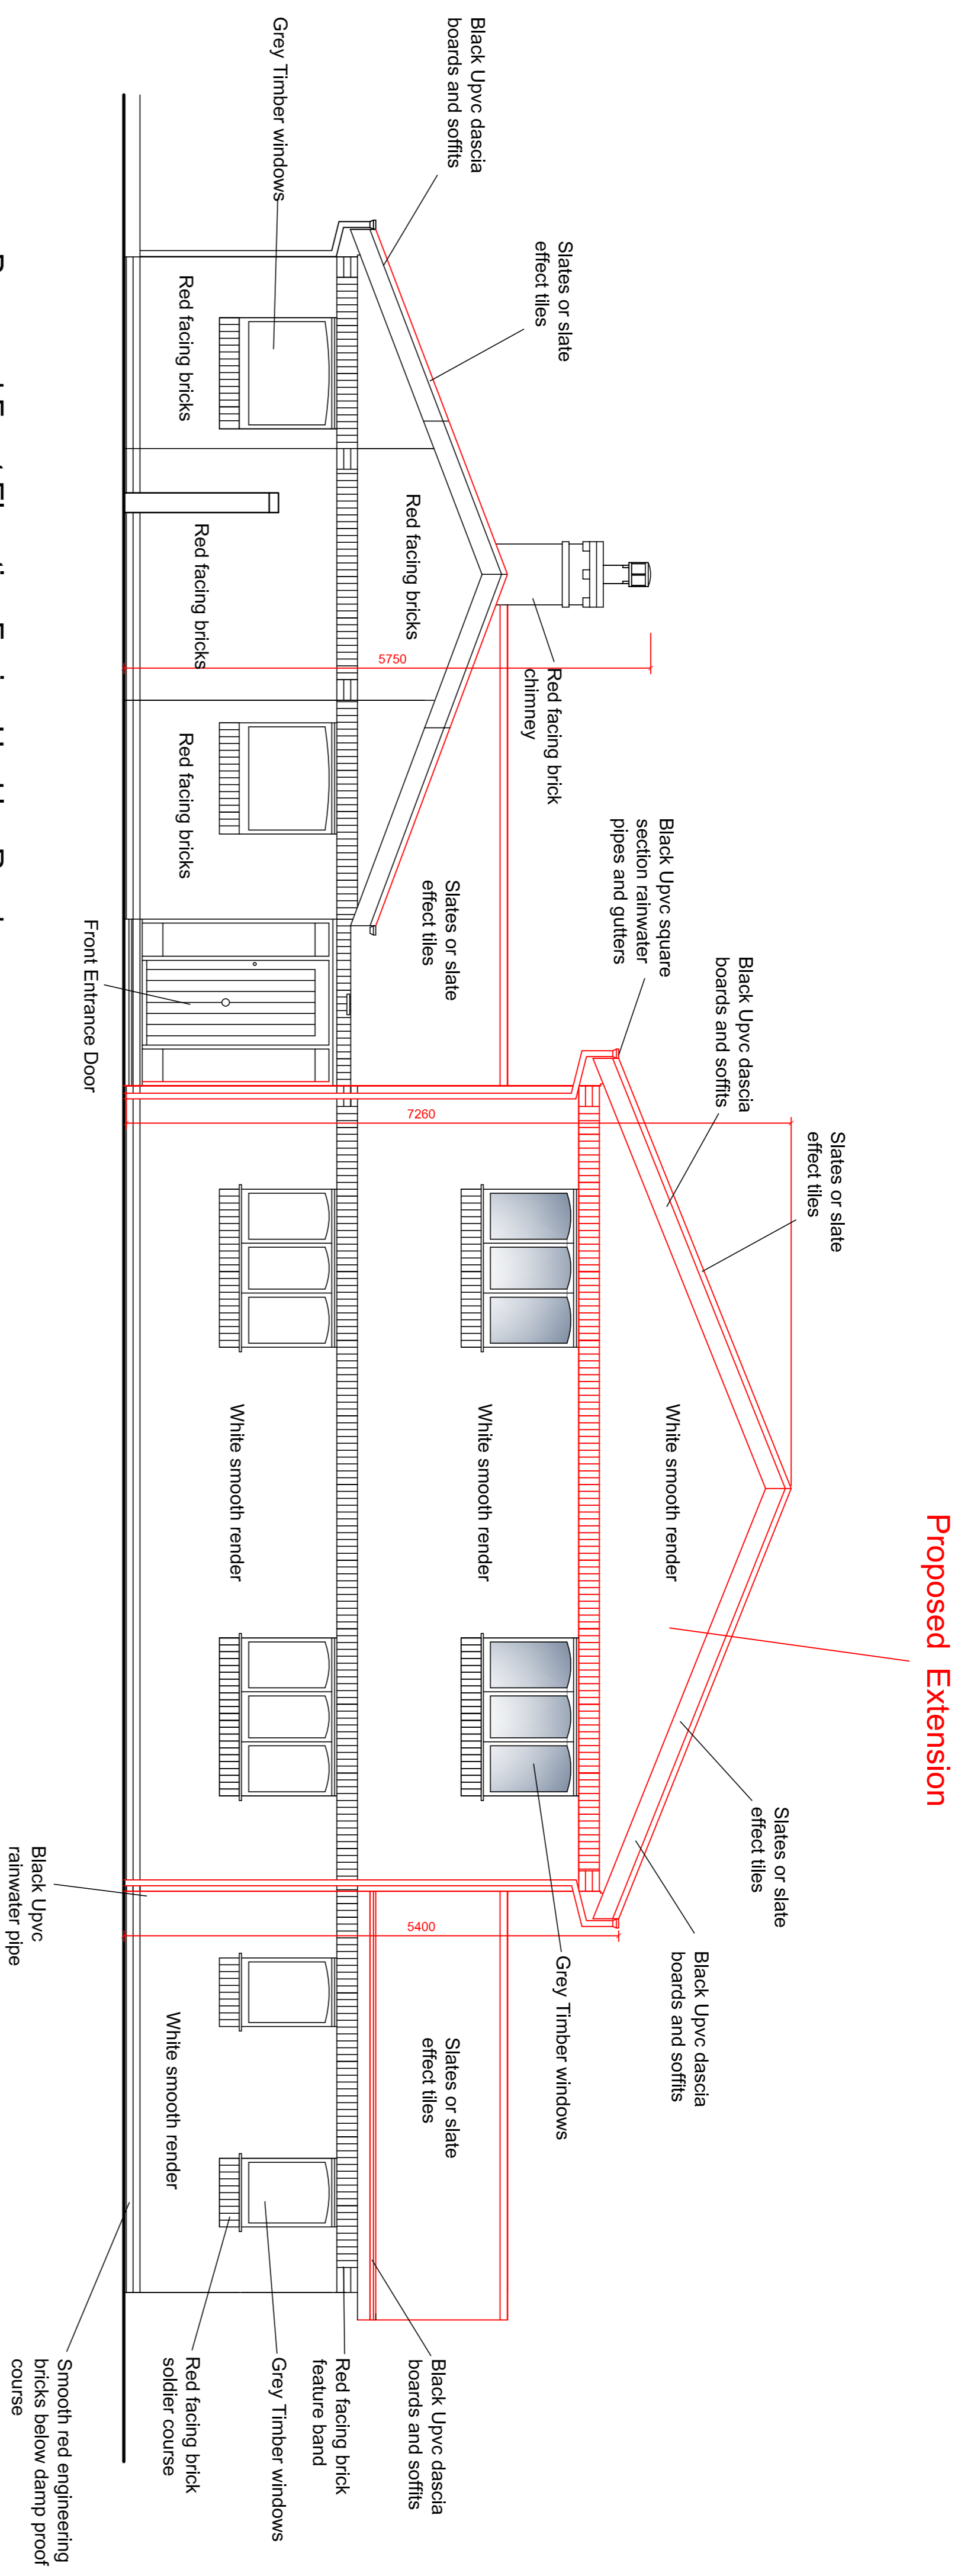 Proposed Extension
Slates or slate
effect tiles
Black Upvc dascia
boards and soffits
Black Upvc square
section rainwater
pipes and gutters
Slates or slate
effect tiles
Black Upvc dascia
boards and soffits
Slates or slate
effect tiles
Red facing brick
chimney
Black Upvc dascia
boards and soffits
White smooth render
Grey Timber windows
Slates or slate
effect tiles
White smooth render
Slates or slate
effect tiles
Red facing bricks
5750
7260
5400
Black Upvc dascia
boards and soffits
Grey Timber windows
Red facing brick
feature band
Grey Timber windows
Red facing bricks
Red facing bricks
Red facing bricks
White smooth render
White smooth render
Red facing brick
soldier course
Front Entrance Door
Black Upvc
rainwater pipe
Smooth red engineering
bricks below damp proof
course